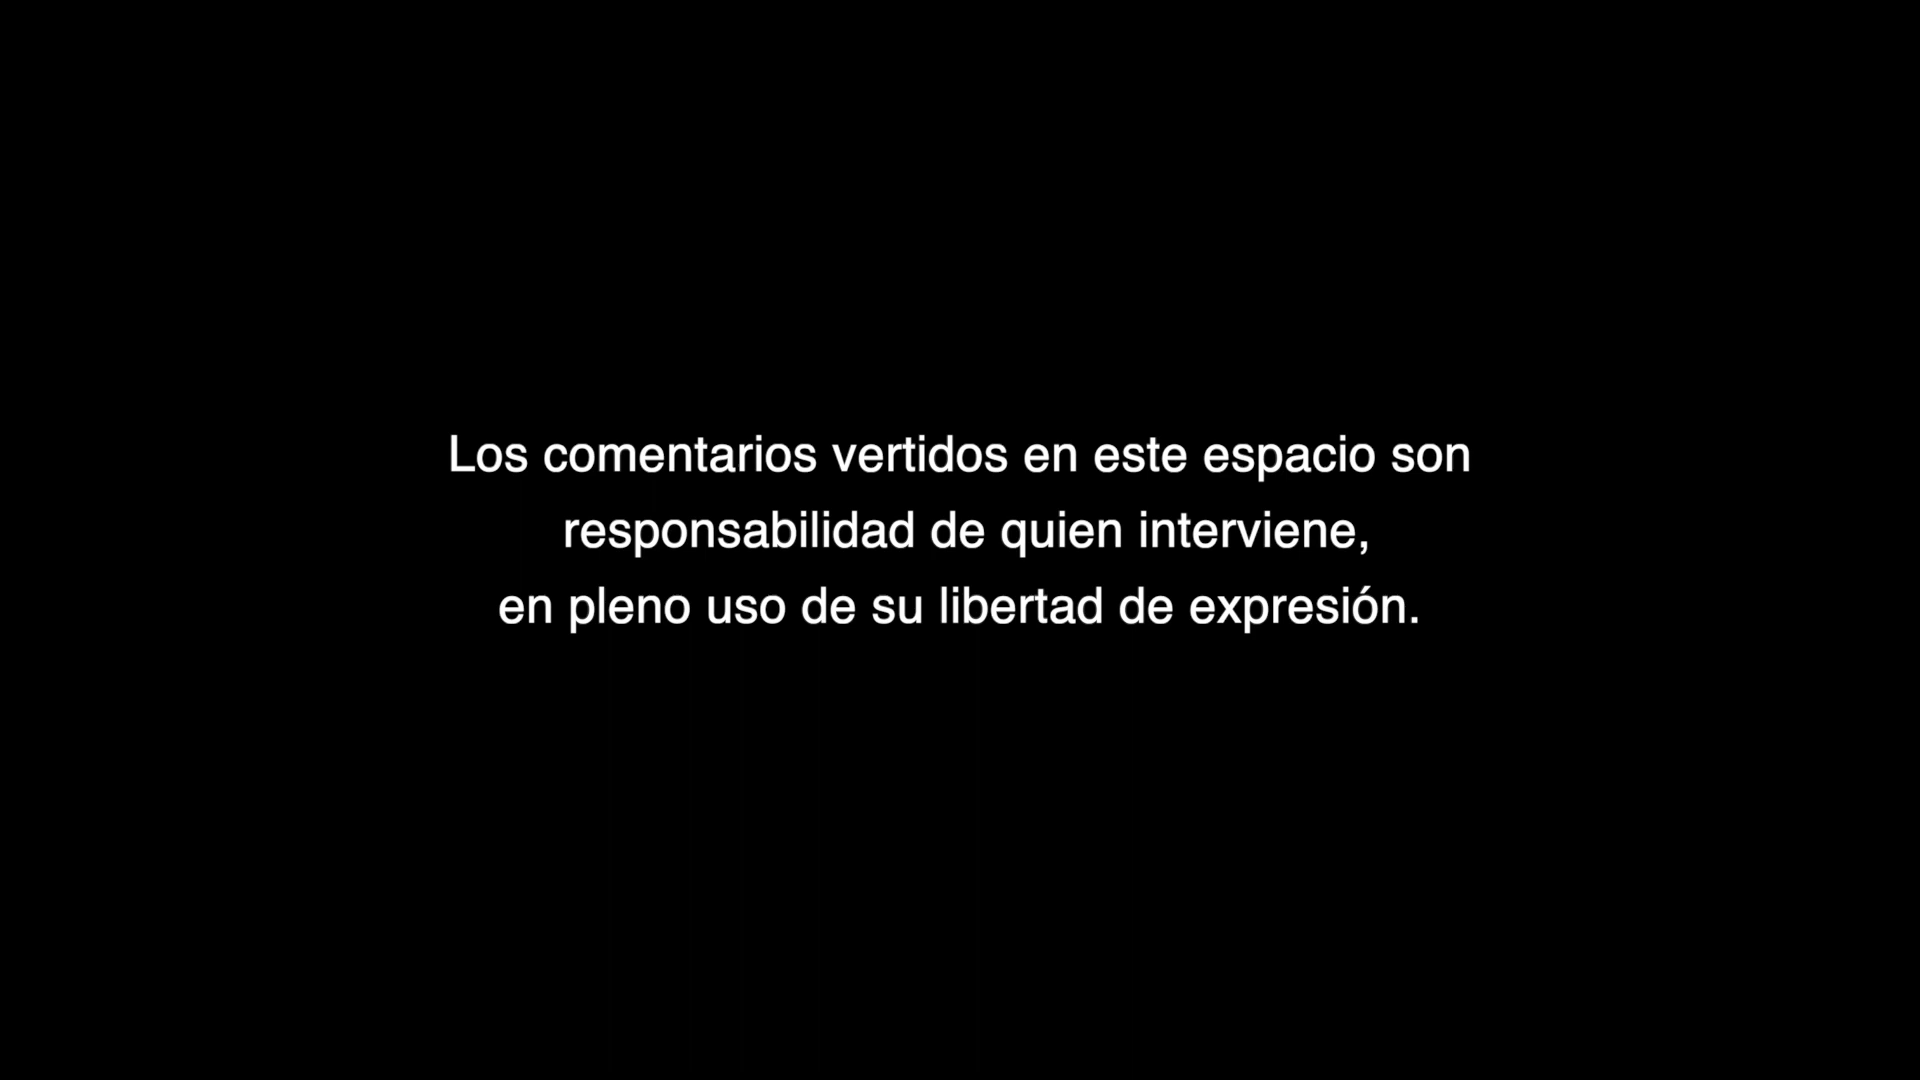 Los comentarios vertidos en este espacio son
responsabilidad de quien interviene,
en pleno uso de su libertad de expresión.